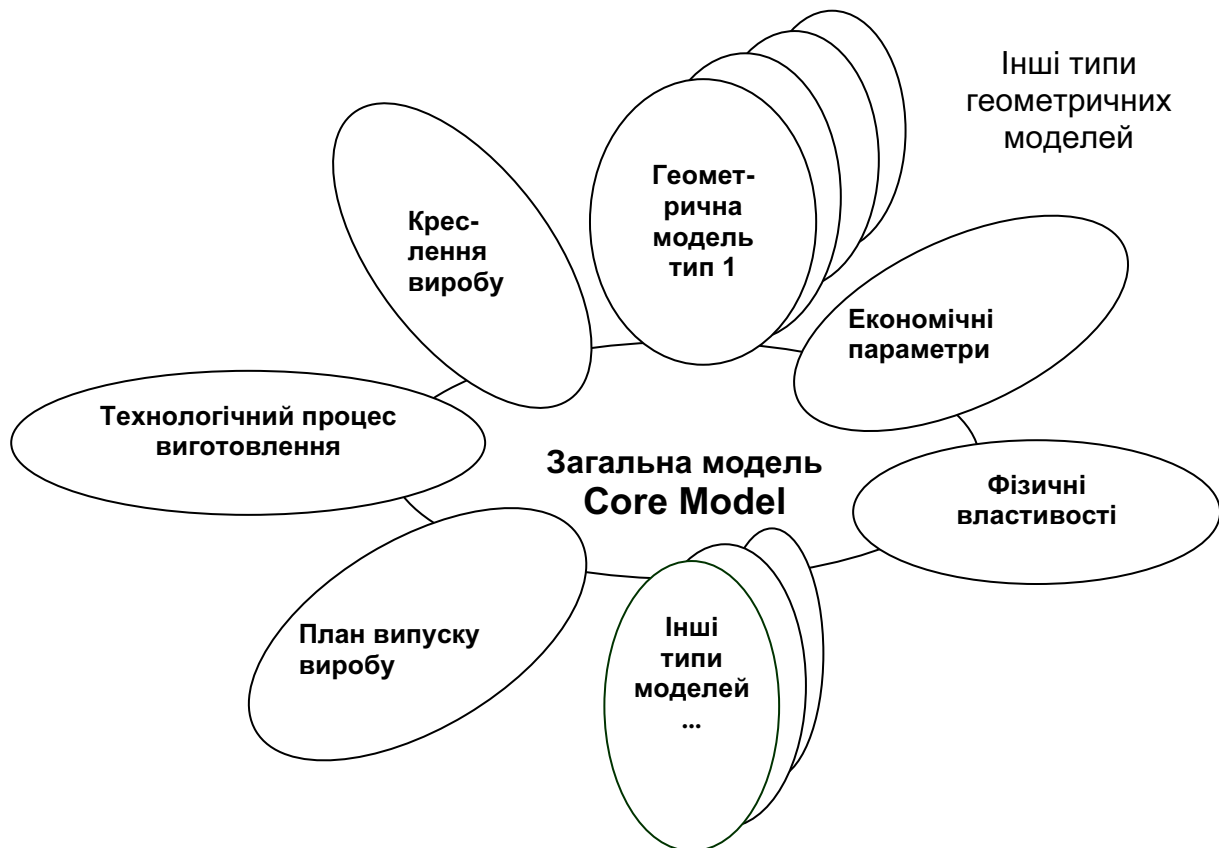 Інші типи
геометричних
моделей
Геомет-
рична
модель
тип 1
Крес-
лення
виробу
Економічні
параметри
Технологічний процес
виготовлення
Загальна модель
Core Model
Фізичні
властивості
План випуску
виробу
Інші
типи
моделей
...